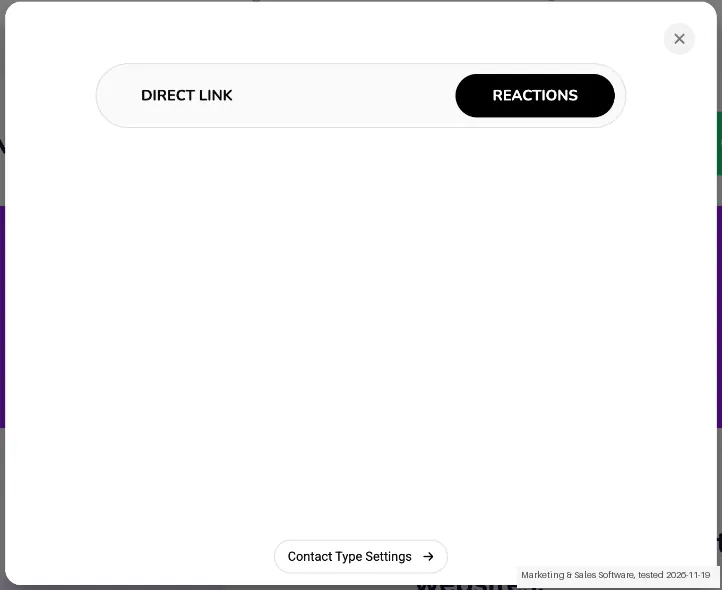 DIRECT LINK
REACTIONS
Contact Type Settings
Marketing & Sales Software, tested 2026-11-19